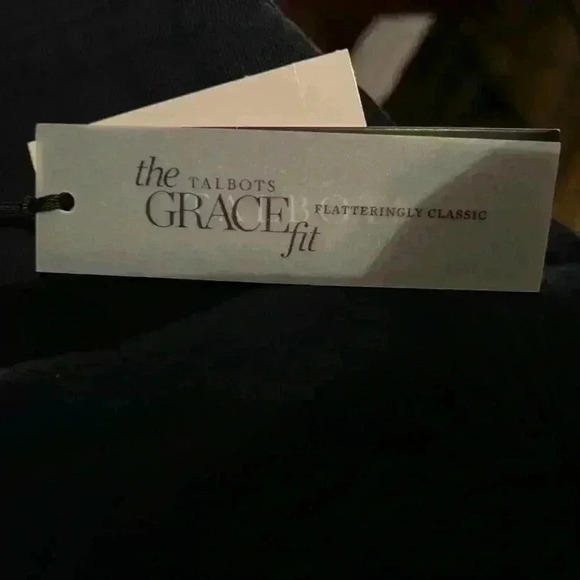 the TALBOTS
GRACE fit
FLATTERINGLY CLASSIC